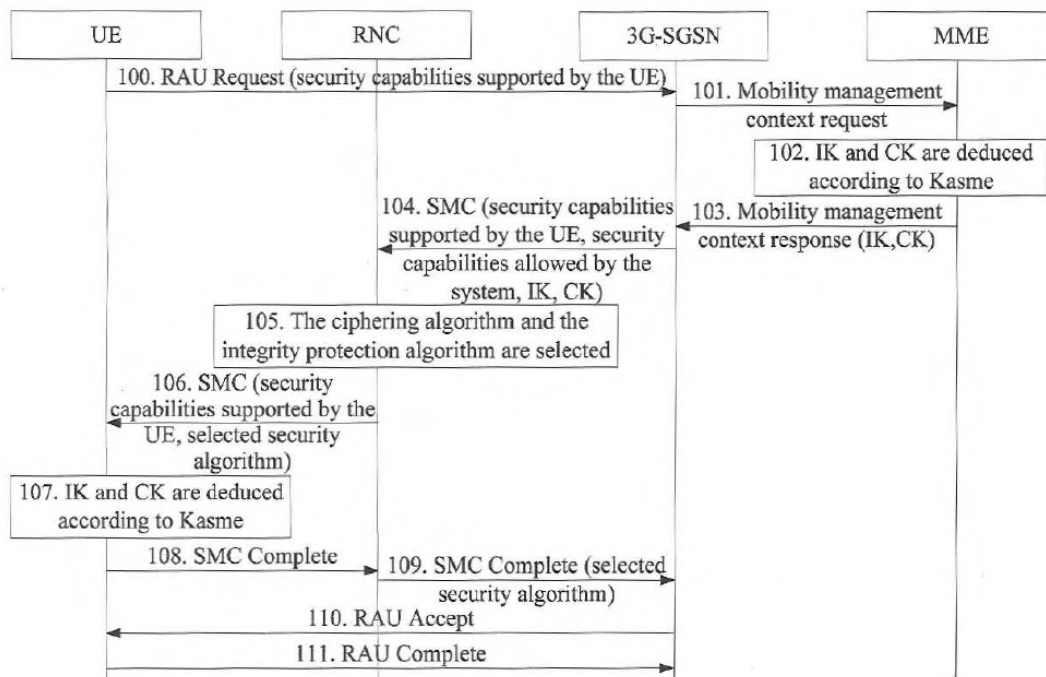 UE
RNC
3G-SGSN
MME
100. RAU Request (security capabilities supported by the UE)
101. Mobility management
context request
102. IK and CK are deduced
according to Kasme
103. Mobility management
context response (IK,CK)
104. SMC (security capabilities
supported by the UE, security
capabilities allowed by the
system, IK, CK)
105. The ciphering algorithm and the
integrity protection algorithm are selected
106. SMC (security
capabilities supported by the
UE, selected security
algorithm)
107. IK and CK are deduced
according to Kasme
108. SMC Complete
109. SMC Complete (selected
security algorithm)
110. RAU Accept
111. RAU Complete